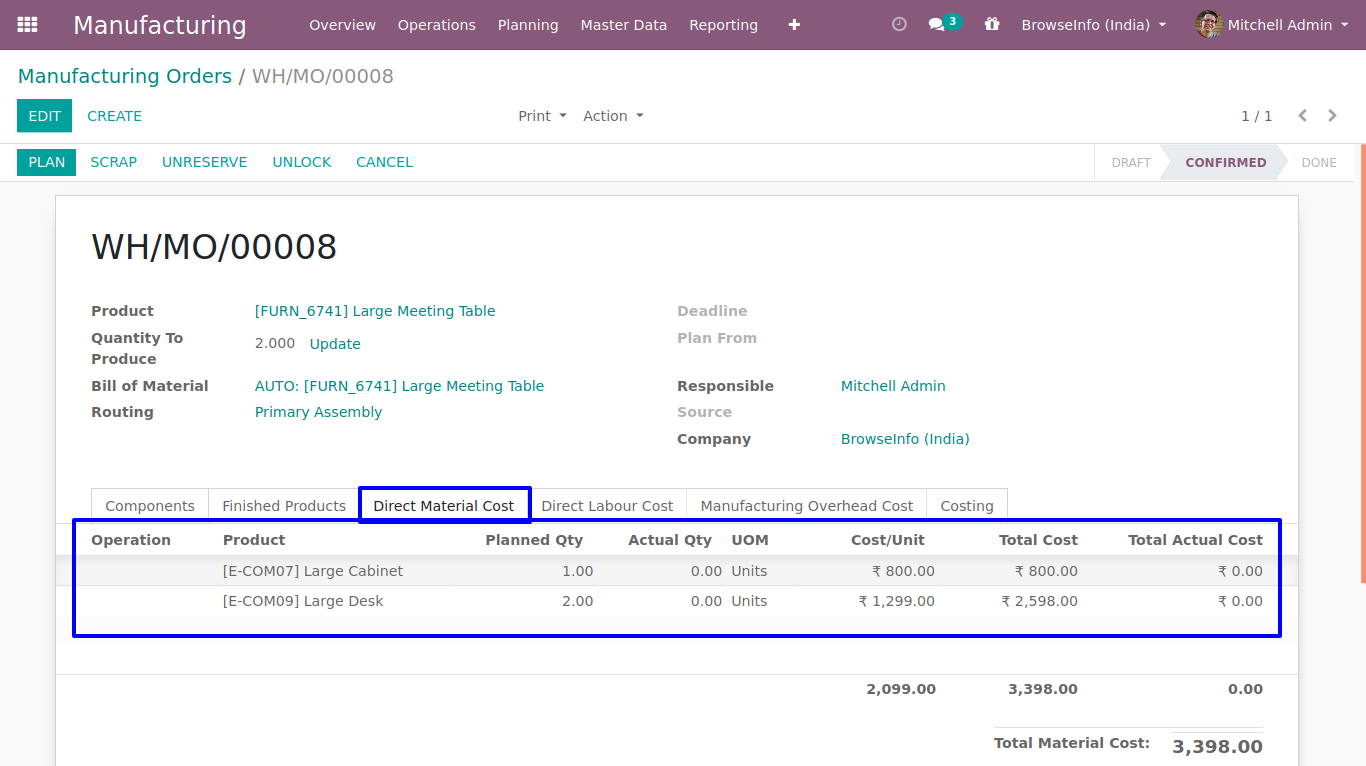 Manufacturing Overview Operations Planning Master Data Reporting + 3 BrowseInfo (India) Mitchell Admin
Manufacturing Orders / WH/MO/00008
EDIT CREATE Print Action 1 / 1
PLAN SCRAP UNRESERVE UNLOCK CANCEL DRAFT CONFIRMED DONE
WH/MO/00008
Product [FURN_6741] Large Meeting Table Deadline
Quantity To Produce 2.000 Update Plan From
Bill of Material AUTO: [FURN_6741] Large Meeting Table Responsible Mitchell Admin
Routing Primary Assembly Source
Company BrowseInfo (India)
Components Finished Products Direct Material Cost Direct Labour Cost Manufacturing Overhead Cost Costing
Operation Product Planned Qty Actual Qty UOM Cost/Unit Total Cost Total Actual Cost
[E-COM07] Large Cabinet 1.00 0.00 Units ₹ 800.00 ₹ 800.00 ₹ 0.00
[E-COM09] Large Desk 2.00 0.00 Units ₹ 1,299.00 ₹ 2,598.00 ₹ 0.00
2,099.00 3,398.00 0.00
Total Material Cost: 3,398.00